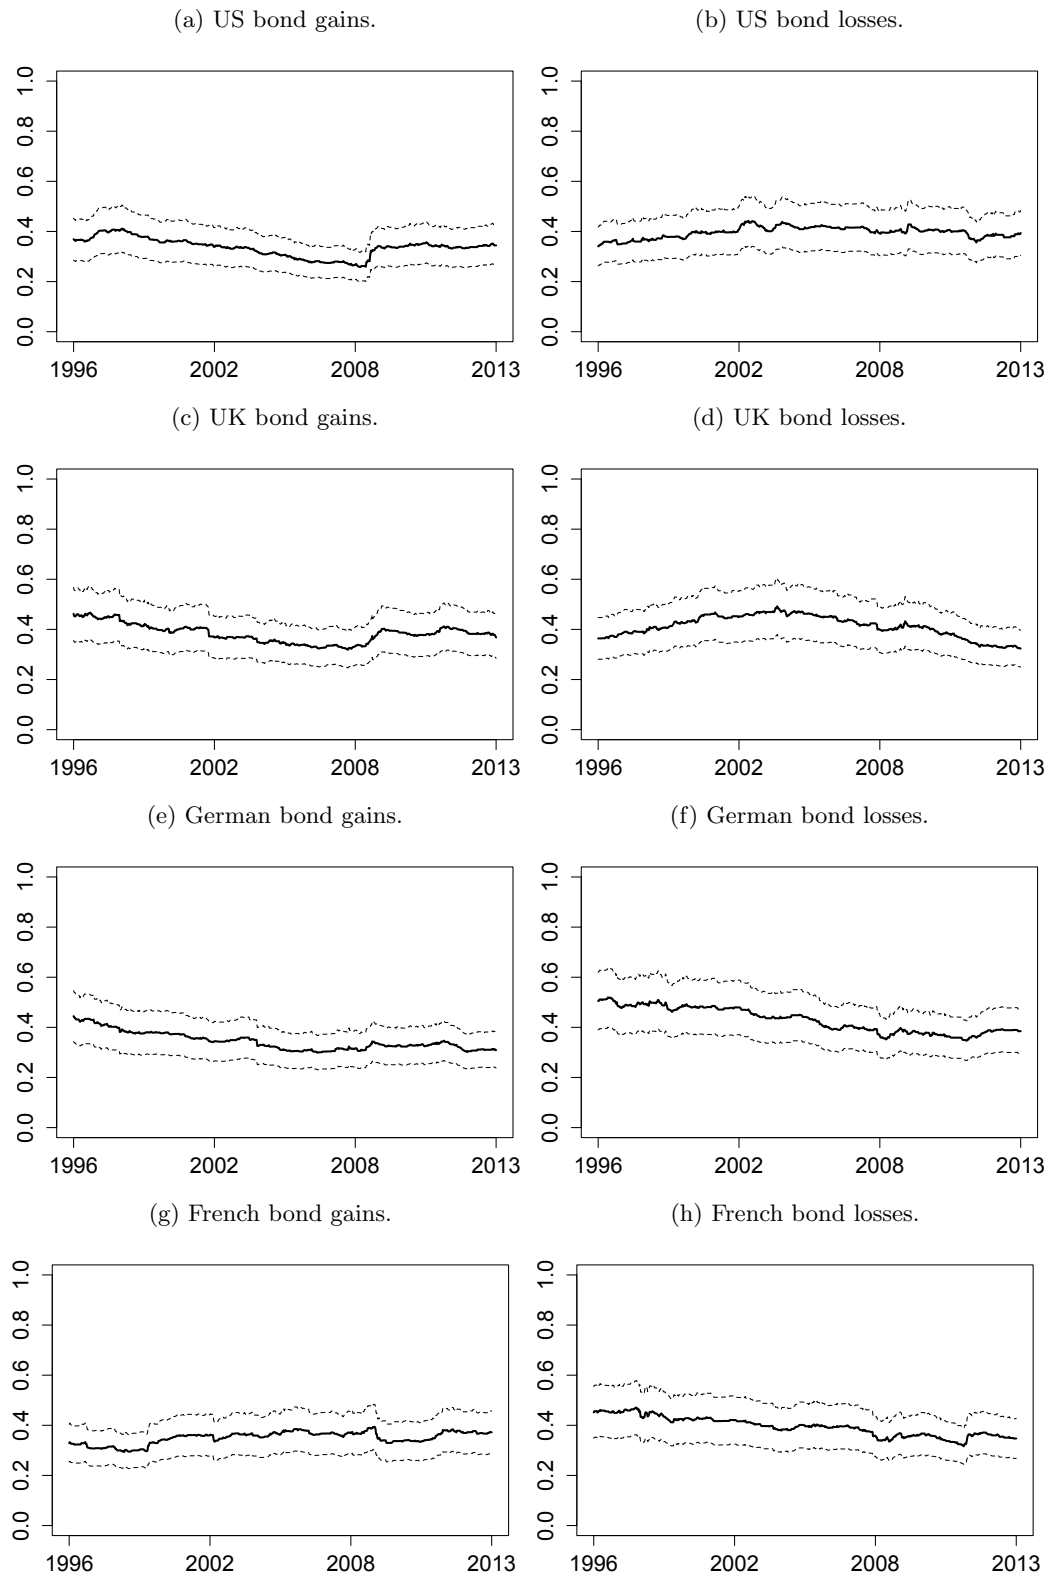 (a) US bond gains.
(b) US bond losses.
0.0 0.2 0.4 0.6 0.8 1.0
1996 2002 2008 2013
0.0 0.2 0.4 0.6 0.8 1.0
1996 2002 2008 2013
(c) UK bond gains.
(d) UK bond losses.
0.0 0.2 0.4 0.6 0.8 1.0
1996 2002 2008 2013
0.0 0.2 0.4 0.6 0.8 1.0
1996 2002 2008 2013
(e) German bond gains.
(f) German bond losses.
0.0 0.2 0.4 0.6 0.8 1.0
1996 2002 2008 2013
0.0 0.2 0.4 0.6 0.8 1.0
1996 2002 2008 2013
(g) French bond gains.
(h) French bond losses.
0.0 0.2 0.4 0.6 0.8 1.0
1996 2002 2008 2013
0.0 0.2 0.4 0.6 0.8 1.0
1996 2002 2008 2013